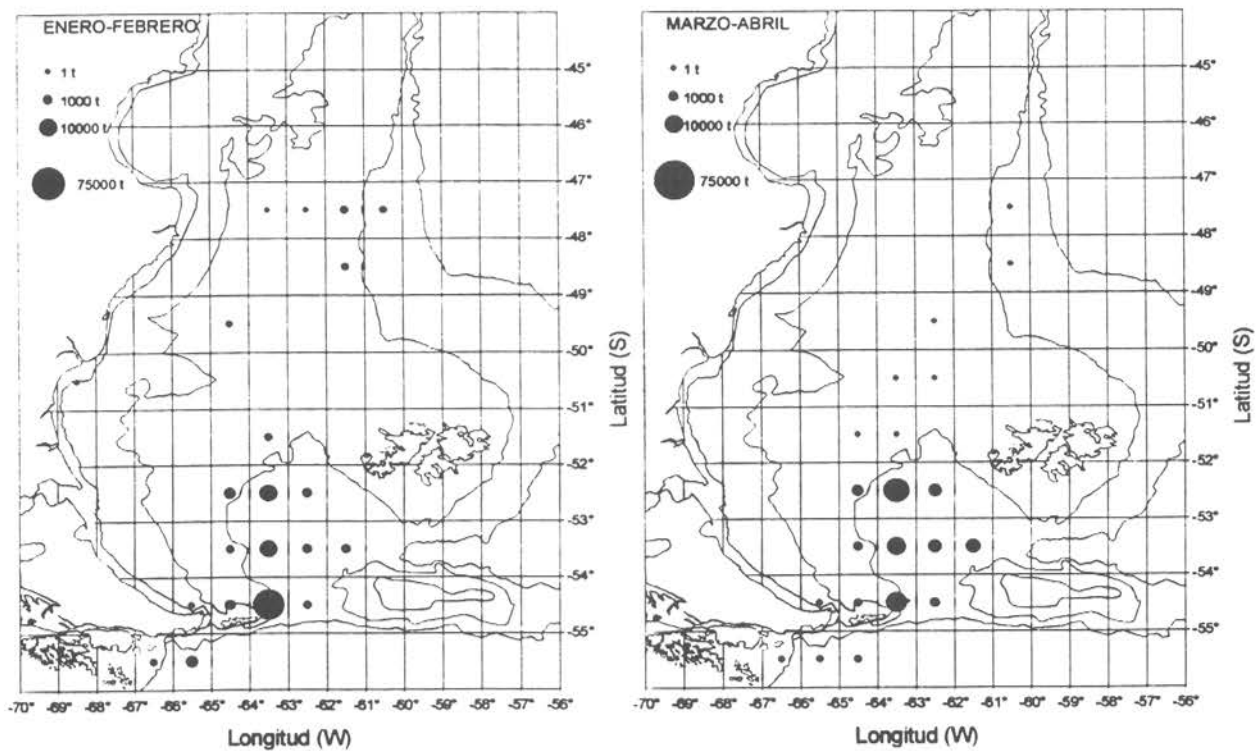 ENERO-FEBRERO
1 t
1000 t
10000 t
75000 t
-45°
-46°
-47°
-48°
-49°
-50°
-51°
-52°
-53°
-54°
-55°
Latitud (S)
-70° -69° -68° -67° -66° -65° -64° -63° -62° -61° -60° -59° -58° -57° -56°
Longitud (W)
MARZO-ABRIL
1 t
1000 t
10000 t
75000 t
-45°
-46°
-47°
-48°
-49°
-50°
-51°
-52°
-53°
-54°
-55°
Latitud (S)
-70° -69° -68° -67° -66° -65° -64° -63° -62° -61° -60° -59° -58° -57° -56°
Longitud (W)